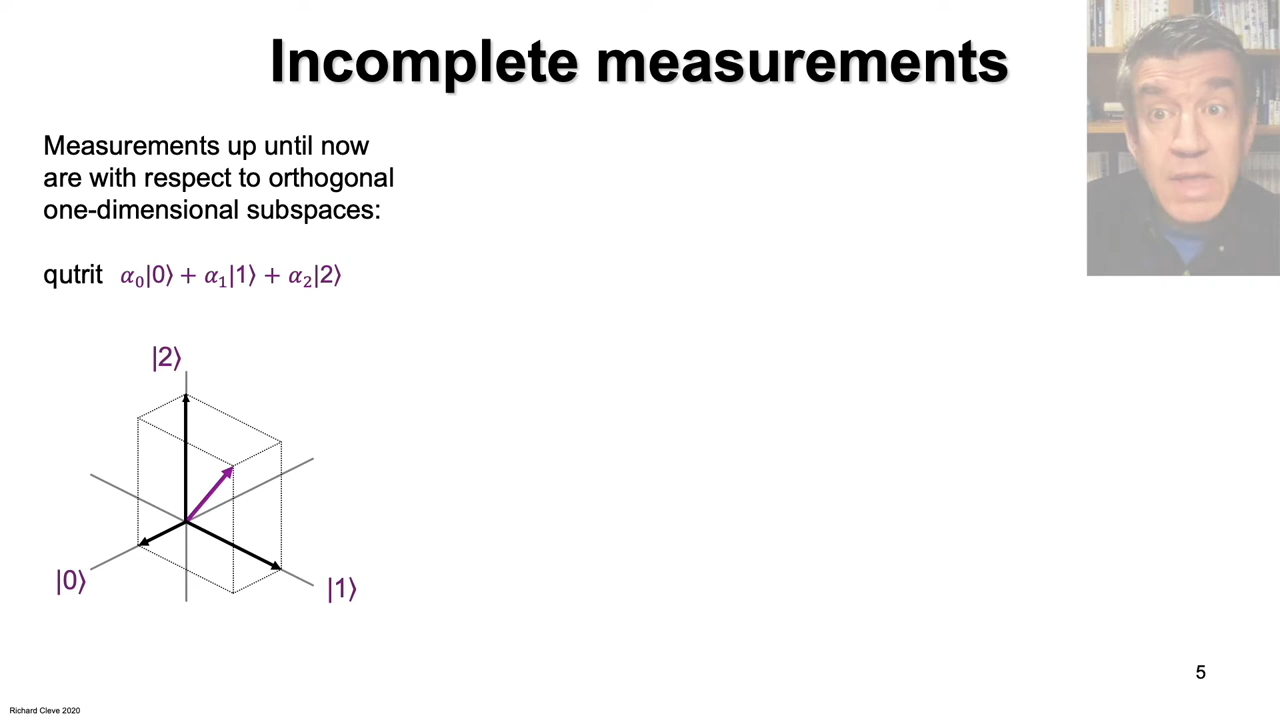 Incomplete measurements
Measurements up until now
are with respect to orthogonal
one-dimensional subspaces:
qutrit α₀|0⟩ + α₁|1⟩ + α₂|2⟩
|2⟩
|0⟩
|1⟩
5
Richard Cleve 2020